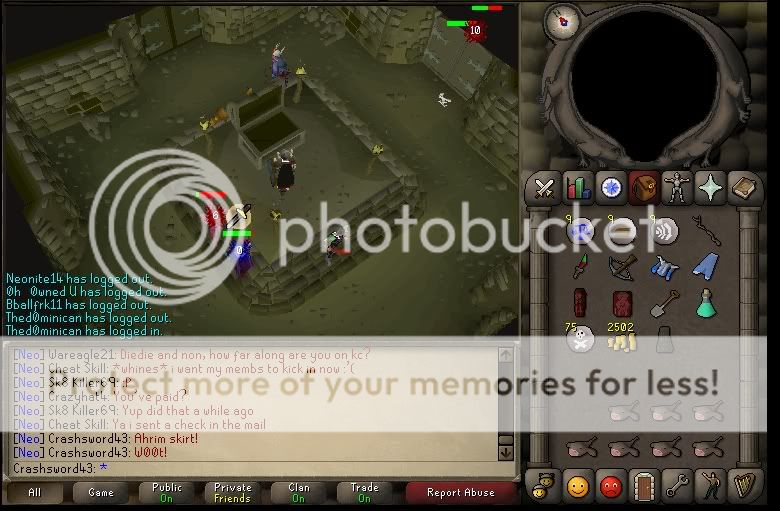 10
6
0
Neonite14 has logged out.
0h 0wned U has logged out.
Bballfrk11 has logged out.
Thed0minican has logged out.
Thed0minican has logged in.
[Neo] Wareagle21: Diedie and non, how far along are you on kc?
[Neo] Cheat Skill: *whines* i want my membs to kick in now :'(
[Neo] Sk8 Killer69:
[Neo] Crazyhat4: You've paid?
[Neo] Sk8 Killer69: Yup did that a while ago
[Neo] Cheat Skill: Ya i sent a check in the mail
[Neo] Crashsword43: Ahrim skirt!
[Neo] Crashsword43: W00t!
Crashsword43: *
All
Game
Public
On
Private
Friends
Clan
On
Trade
On
Report Abuse
9
9
9
75
2502
photobucket
Protect more of your memories for less!